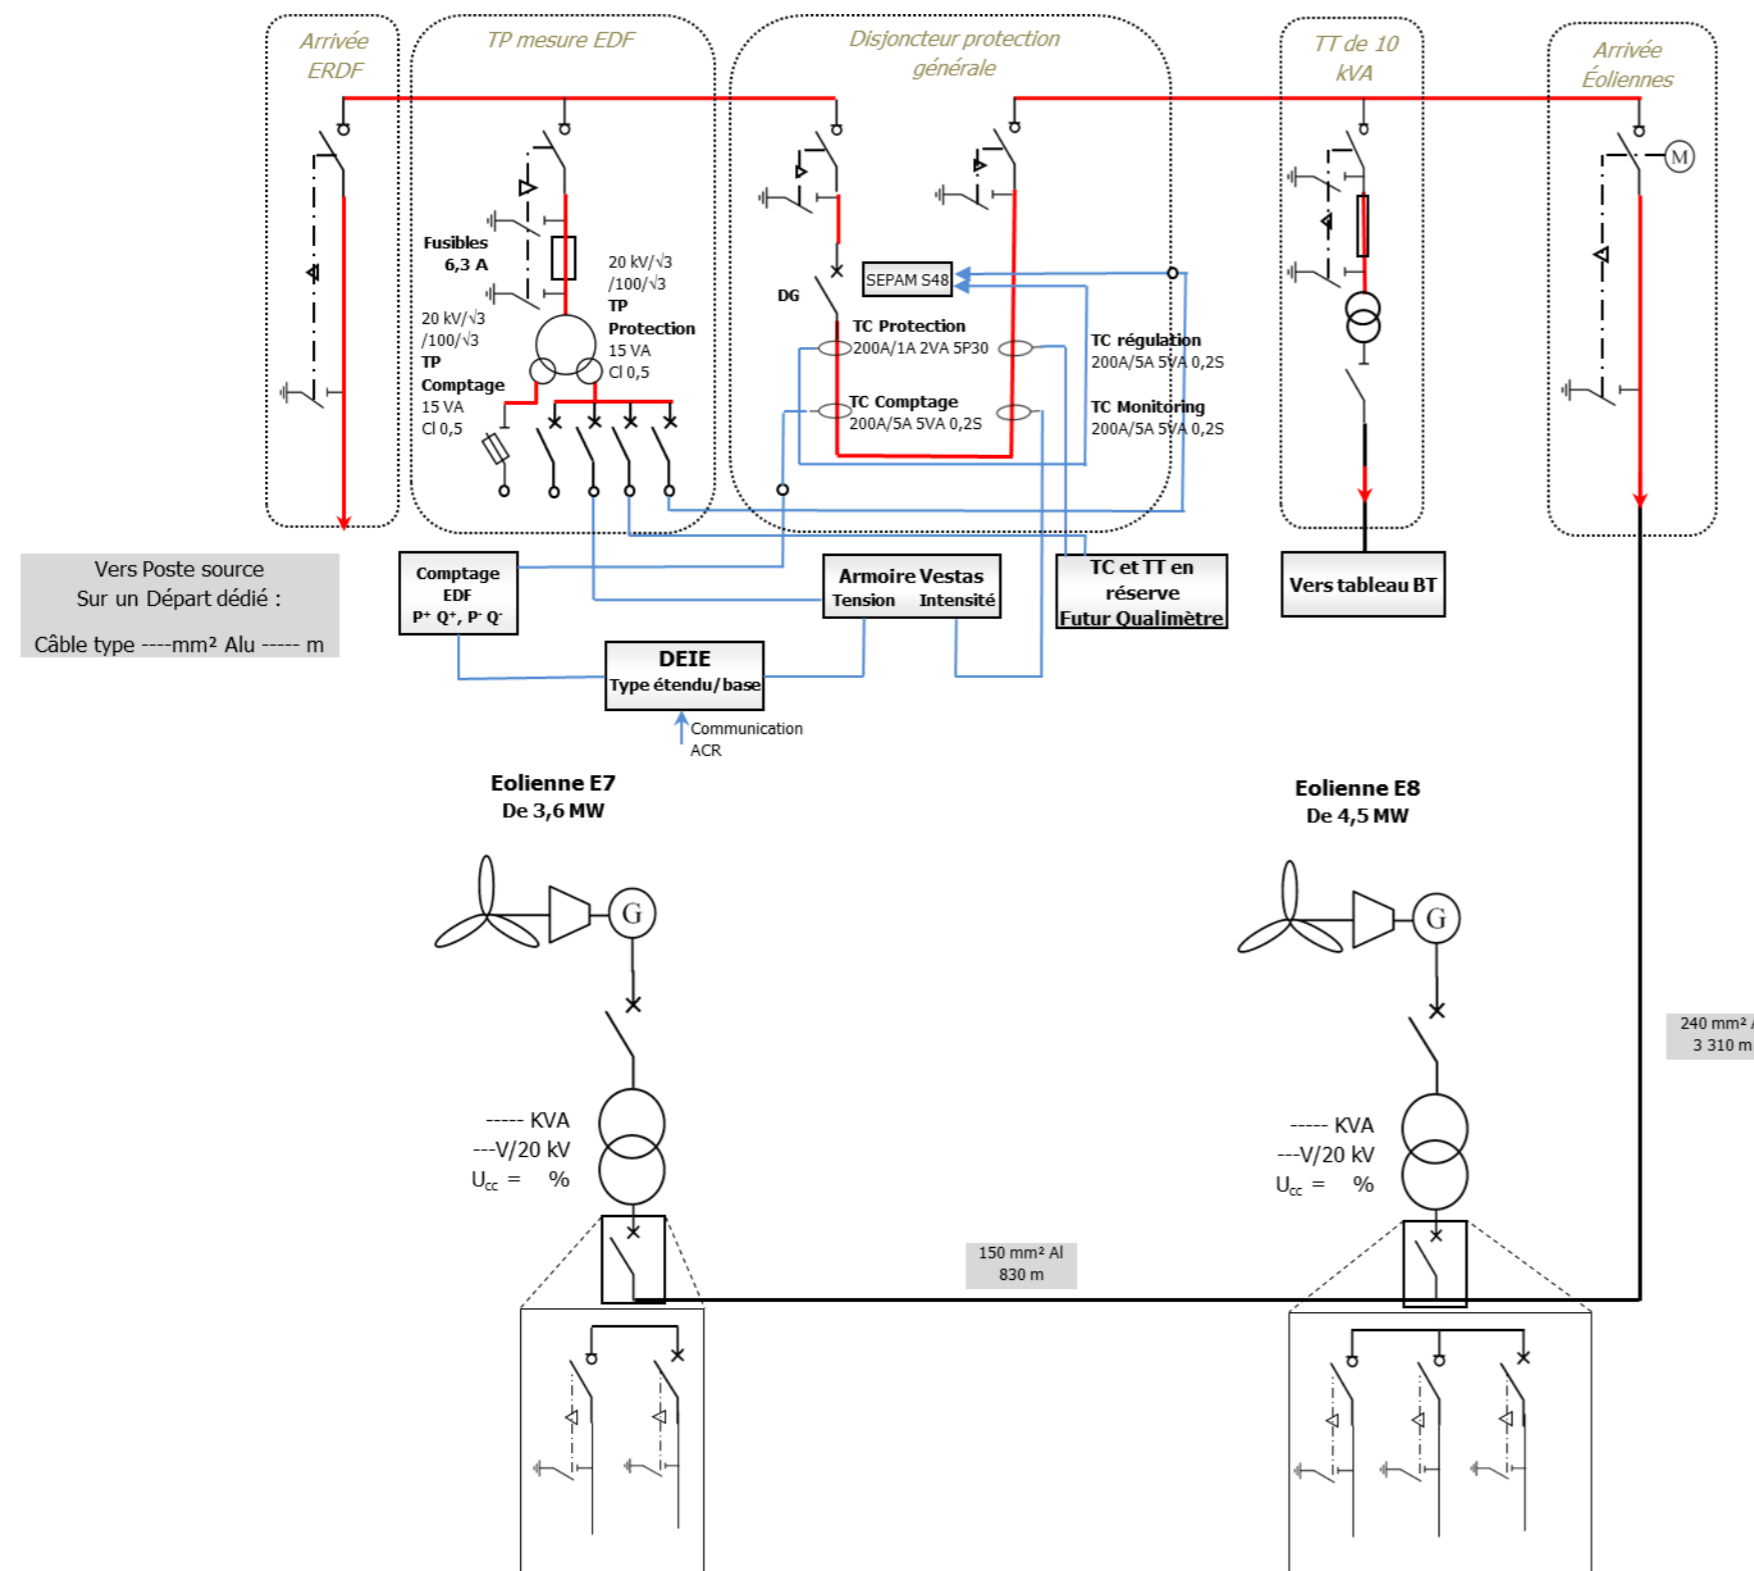 Arrivée
ERDF
TP mesure EDF
Disjoncteur protection
générale
TT de 10
kVA
Arrivée
Éoliennes
M
Fusibles
6,3 A
20 kV/√3
/100/√3
TP
Protection
15 VA
Cl 0,5
20 kV/√3
/100/√3
TP
Comptage
15 VA
Cl 0,5
DG
SEPAM S48
TC Protection
200A/1A 2VA 5P30
TC régulation
200A/5A 5VA 0,2S
TC Comptage
200A/5A 5VA 0,2S
TC Monitoring
200A/5A 5VA 0,2S
Vers Poste source
Sur un Départ dédié :
Câble type ----mm² Alu ----- m
Comptage
EDF
P⁺ Q⁺, P⁻ Q⁻
Armoire Vestas
Tension Intensité
TC et TT en
réserve
Futur Qualimètre
Vers tableau BT
DEIE
Type étendu/base
Communication
ACR
Eolienne E7
De 3,6 MW
Eolienne E8
De 4,5 MW
G
G
240 mm²
3 310 m
----- KVA
---V/20 kV
Ucc = %
----- KVA
---V/20 kV
Ucc = %
150 mm² Al
830 m